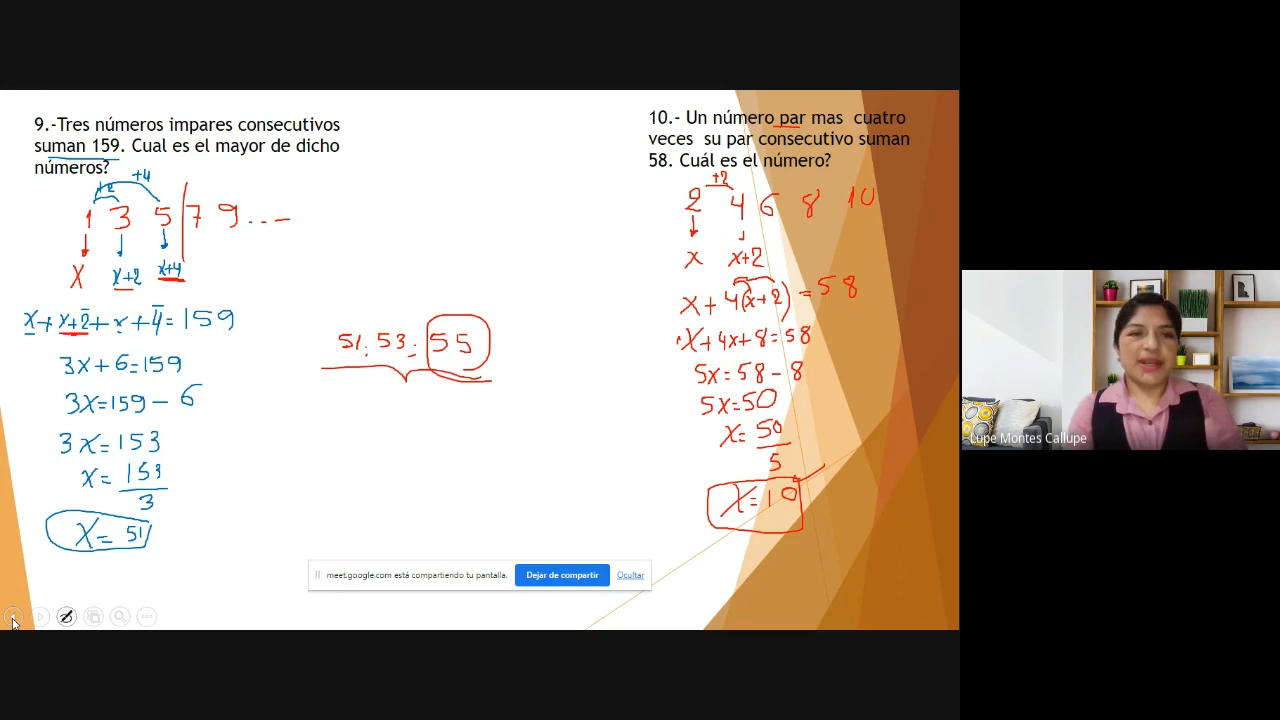 9.-Tres números impares consecutivos
suman 159. Cual es el mayor de dicho
números?
+2 +4
1 3 5 7 9 ...
x x+2 x+4
x+x+2+x+4=159
3x+6=159
3x=159-6
3x=153
x=153/3
x=51
51, 53, 55
10.- Un número par mas cuatro
veces su par consecutivo suman
58. Cuál es el número?
+2
2 4 6 8 10
x x+2
x+4(x+2)=58
x+4x+8=58
5x=58-8
5x=50
x=50/5
x=10
meet.google.com está compartiendo tu pantalla.
Dejar de compartir
Ocultar
Lupe Montes Callupe